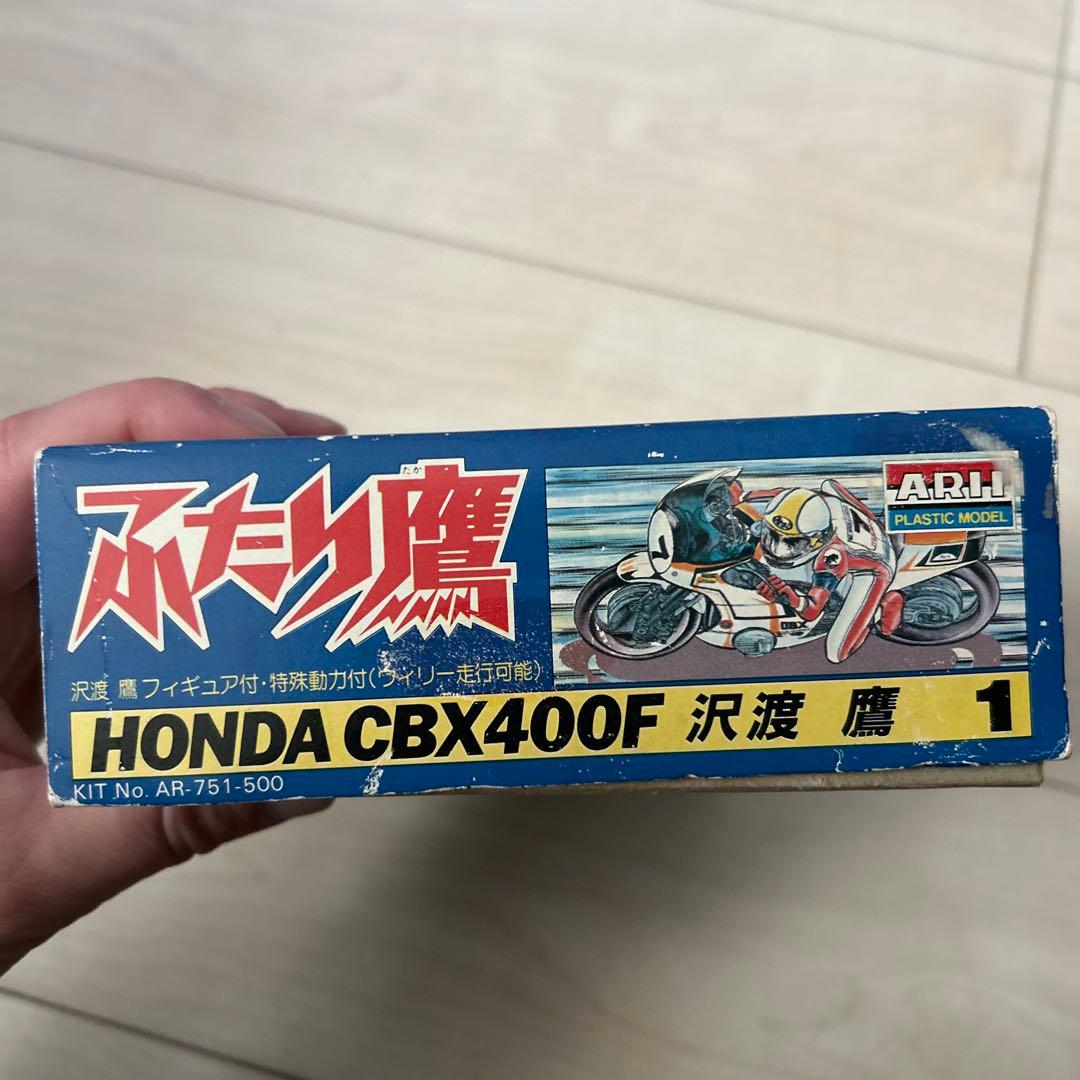 ふたり鷹
たか
ARII
PLASTIC MODEL
沢渡 鷹フィギュア付・特殊動力付(ウィリー走行可能)
HONDA CBX400F 沢渡 鷹 1
KIT No. AR-751-500